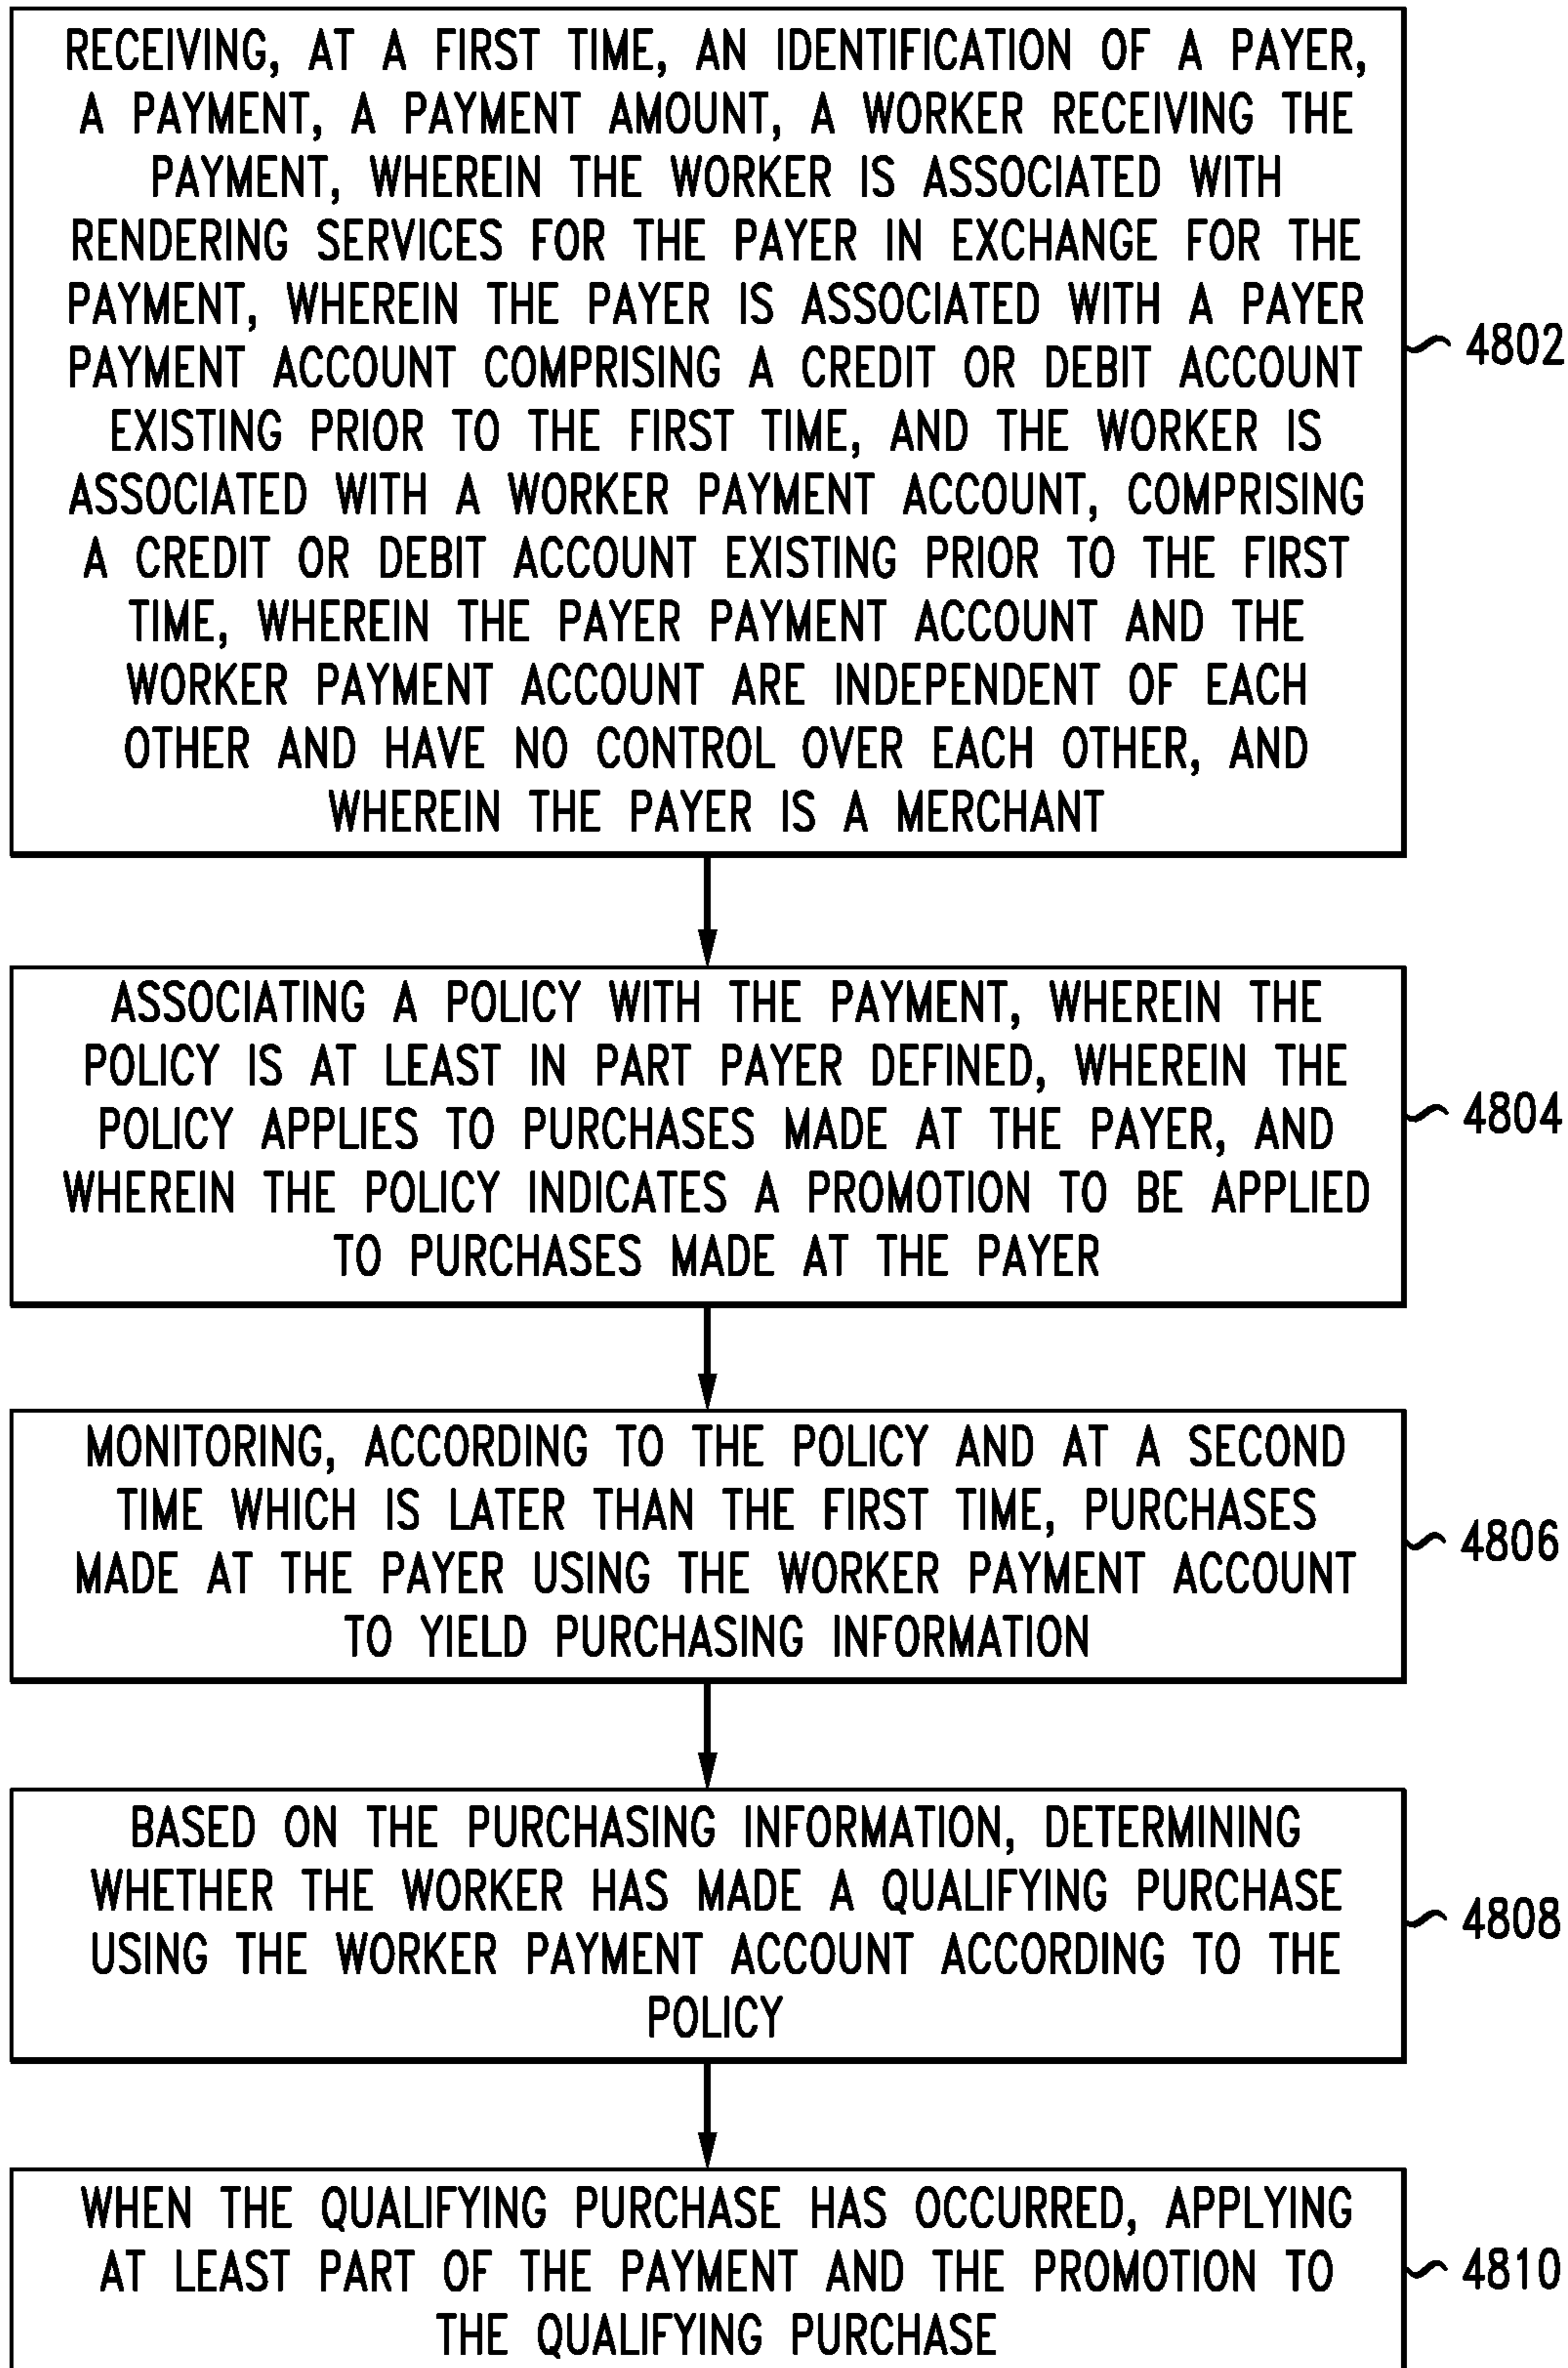 RECEIVING, AT A FIRST TIME, AN IDENTIFICATION OF A PAYER,
A PAYMENT, A PAYMENT AMOUNT, A WORKER RECEIVING THE
PAYMENT, WHEREIN THE WORKER IS ASSOCIATED WITH
RENDERING SERVICES FOR THE PAYER IN EXCHANGE FOR THE
PAYMENT, WHEREIN THE PAYER IS ASSOCIATED WITH A PAYER
PAYMENT ACCOUNT COMPRISING A CREDIT OR DEBIT ACCOUNT
EXISTING PRIOR TO THE FIRST TIME, AND THE WORKER IS
ASSOCIATED WITH A WORKER PAYMENT ACCOUNT, COMPRISING
A CREDIT OR DEBIT ACCOUNT EXISTING PRIOR TO THE FIRST
TIME, WHEREIN THE PAYER PAYMENT ACCOUNT AND THE
WORKER PAYMENT ACCOUNT ARE INDEPENDENT OF EACH
OTHER AND HAVE NO CONTROL OVER EACH OTHER, AND
WHEREIN THE PAYER IS A MERCHANT
4802
ASSOCIATING A POLICY WITH THE PAYMENT, WHEREIN THE
POLICY IS AT LEAST IN PART PAYER DEFINED, WHEREIN THE
POLICY APPLIES TO PURCHASES MADE AT THE PAYER, AND
WHEREIN THE POLICY INDICATES A PROMOTION TO BE APPLIED
TO PURCHASES MADE AT THE PAYER
4804
MONITORING, ACCORDING TO THE POLICY AND AT A SECOND
TIME WHICH IS LATER THAN THE FIRST TIME, PURCHASES
MADE AT THE PAYER USING THE WORKER PAYMENT ACCOUNT
TO YIELD PURCHASING INFORMATION
4806
BASED ON THE PURCHASING INFORMATION, DETERMINING
WHETHER THE WORKER HAS MADE A QUALIFYING PURCHASE
USING THE WORKER PAYMENT ACCOUNT ACCORDING TO THE
POLICY
4808
WHEN THE QUALIFYING PURCHASE HAS OCCURRED, APPLYING
AT LEAST PART OF THE PAYMENT AND THE PROMOTION TO
THE QUALIFYING PURCHASE
4810